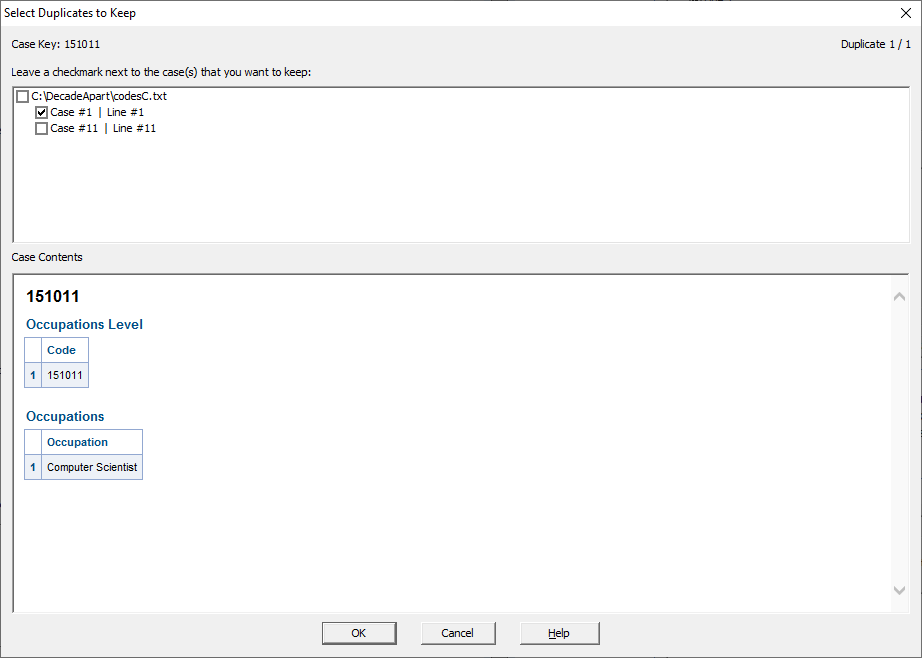 Select Duplicates to Keep
Case Key: 151011 Duplicate 1 / 1
Leave a checkmark next to the case(s) that you want to keep:
C:\DecadeApart\codesC.txt
Case #1 | Line #1
Case #11 | Line #11
Case Contents
151011
Occupations Level
Code
1 151011
Occupations
Occupation
1 Computer Scientist
OK Cancel Help